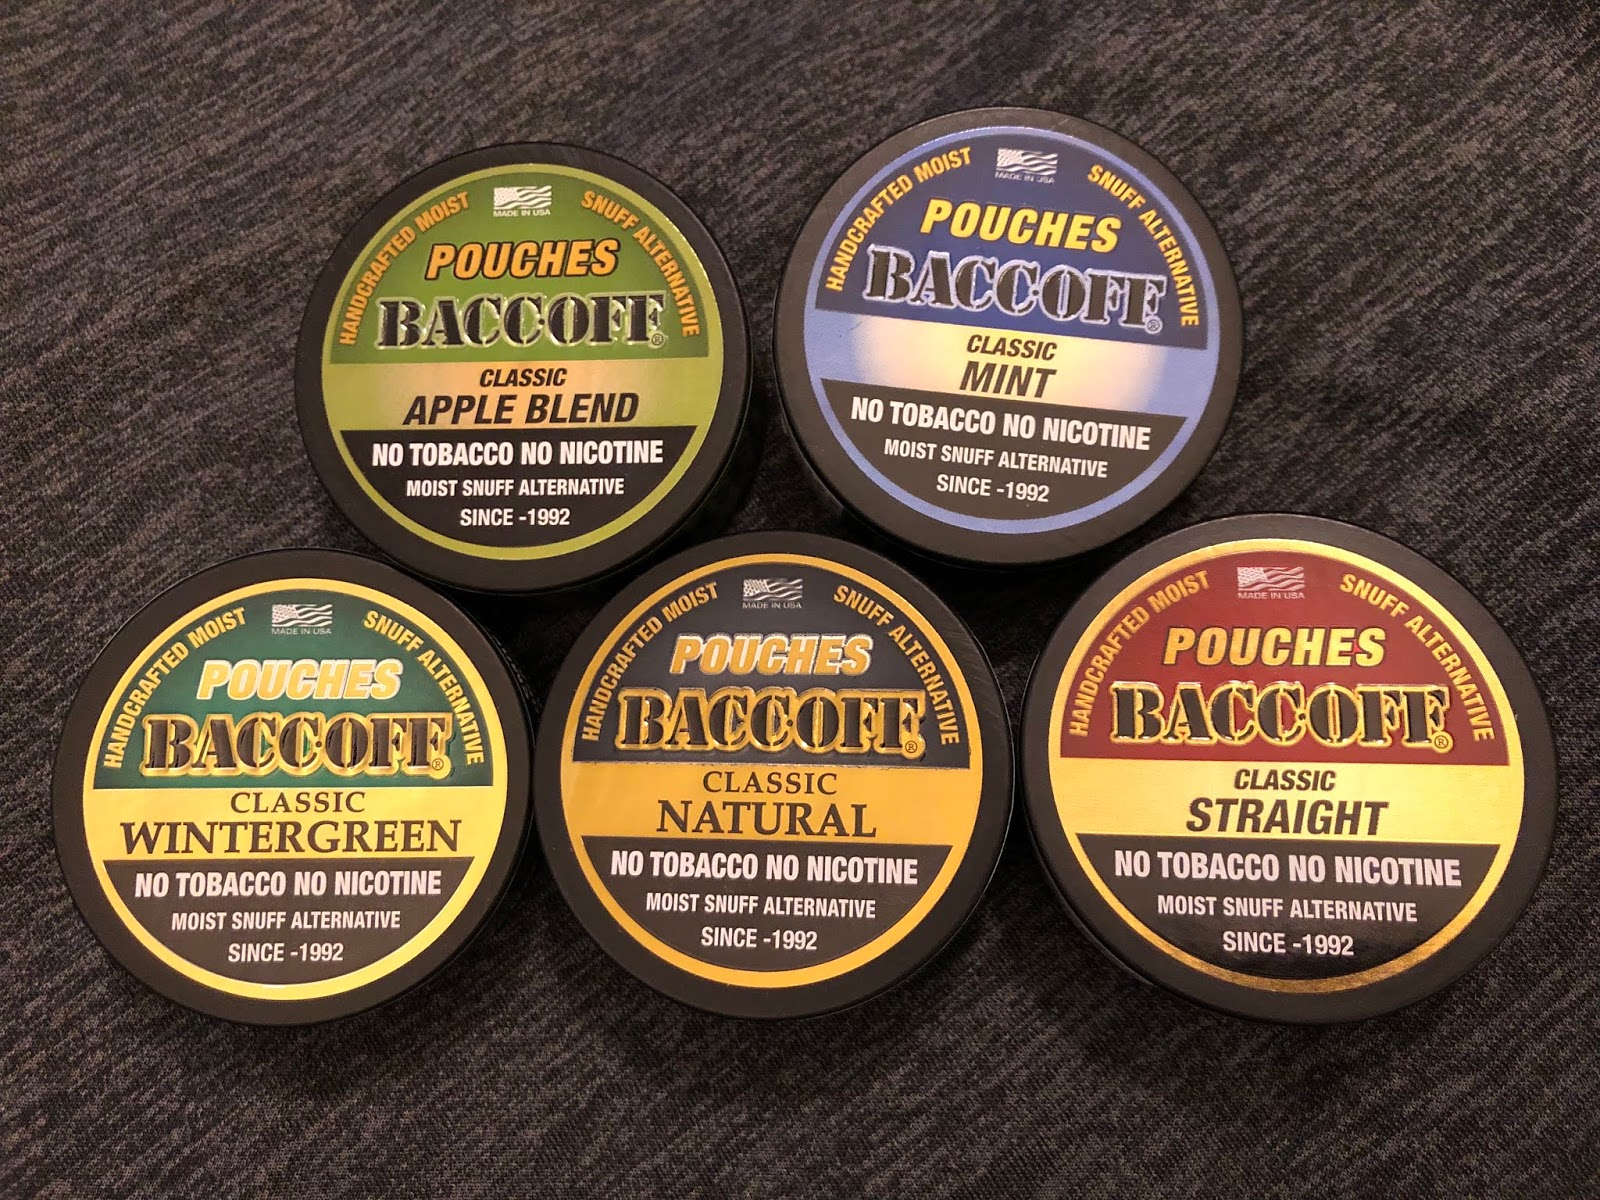 HANDCRAFTED MOIST SNUFF ALTERNATIVE
MADE IN USA
POUCHES
BACCOFF®
CLASSIC
APPLE BLEND
NO TOBACCO NO NICOTINE
MOIST SNUFF ALTERNATIVE
SINCE -1992
HANDCRAFTED MOIST SNUFF ALTERNATIVE
MADE IN USA
POUCHES
BACCOFF®
CLASSIC
MINT
NO TOBACCO NO NICOTINE
MOIST SNUFF ALTERNATIVE
SINCE -1992
HANDCRAFTED MOIST SNUFF ALTERNATIVE
MADE IN USA
POUCHES
BACCOFF®
CLASSIC
WINTERGREEN
NO TOBACCO NO NICOTINE
MOIST SNUFF ALTERNATIVE
SINCE -1992
HANDCRAFTED MOIST SNUFF ALTERNATIVE
MADE IN USA
POUCHES
BACCOFF®
CLASSIC
NATURAL
NO TOBACCO NO NICOTINE
MOIST SNUFF ALTERNATIVE
SINCE -1992
HANDCRAFTED MOIST SNUFF ALTERNATIVE
MADE IN USA
POUCHES
BACCOFF®
CLASSIC
STRAIGHT
NO TOBACCO NO NICOTINE
MOIST SNUFF ALTERNATIVE
SINCE -1992